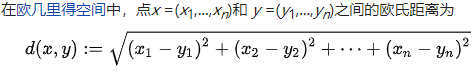 在欧几里得空间中，点x =(x₁,...,xₙ)和 y =(y₁,...,yₙ)之间的欧氏距离为
d(x, y) := √((x₁ − y₁)² + (x₂ − y₂)² + ⋯ + (xₙ − yₙ)²)